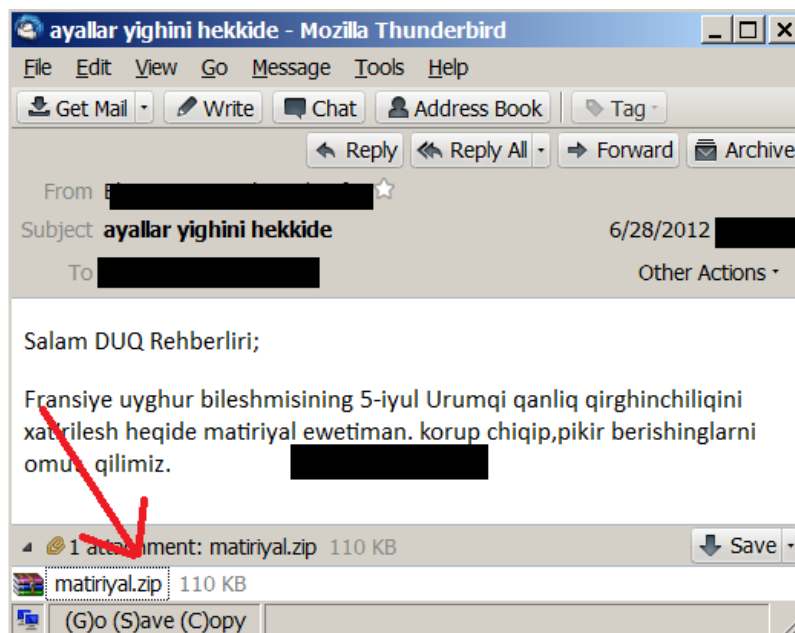 ayallar yighini hekkide - Mozilla Thunderbird
File Edit View Go Message Tools Help
Get Mail Write Chat Address Book Tag
Reply Reply All Forward Archive
From
Subject ayallar yighini hekkide 6/28/2012
To Other Actions
Salam DUQ Rehberliri;
Fransiye uyghur bileshmisining 5-iyul Urumqi qanliq qirghinchiliqini
xatirilesh heqide matiriyal ewetiman. korup chiqip,pikir berishinglarni
qilimiz.
1 attachment: matiriyal.zip 110 KB Save
matiriyal.zip 110 KB
(G)o (S)ave (C)opy